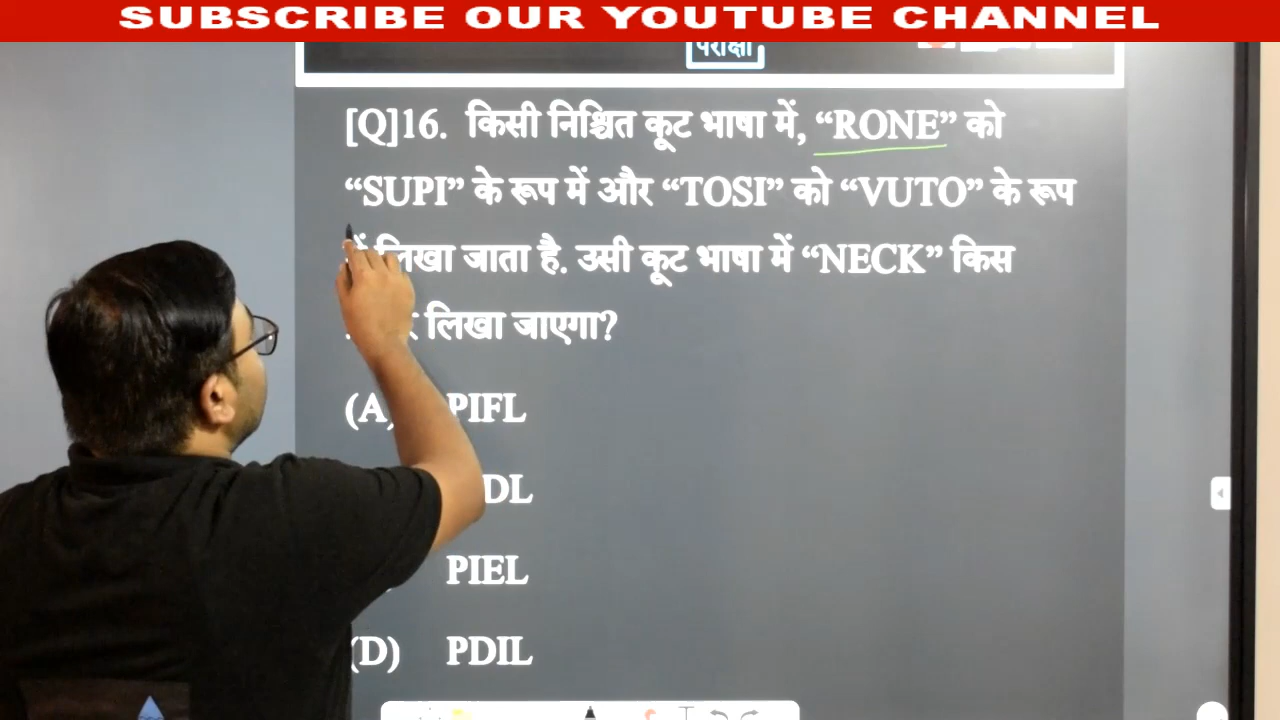 SUBSCRIBE OUR YOUTUBE CHANNEL
परीक्षा
[Q]16. किसी निश्चित कूट भाषा में, “RONE” को
“SUPI” के रूप में और “TOSI” को “VUTO” के रूप
लिखा जाता है. उसी कूट भाषा में “NECK” किस
लिखा जाएगा?
(A PIFL
DL
PIEL
(D) PDIL